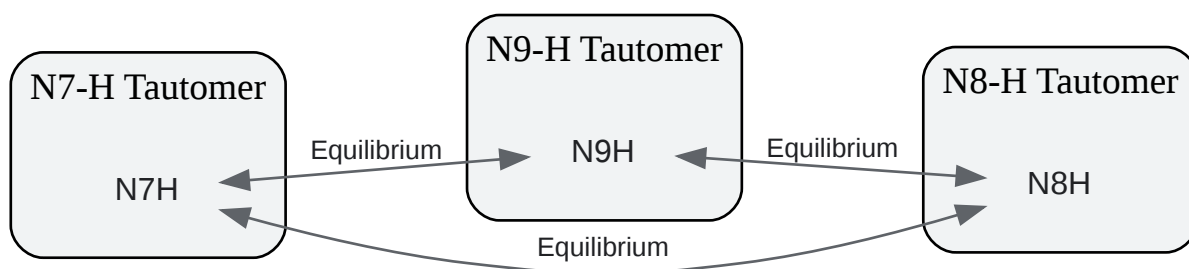 N7-H Tautomer
N7H
Equilibrium
N9-H Tautomer
N9H
Equilibrium
N8-H Tautomer
N8H
Equilibrium